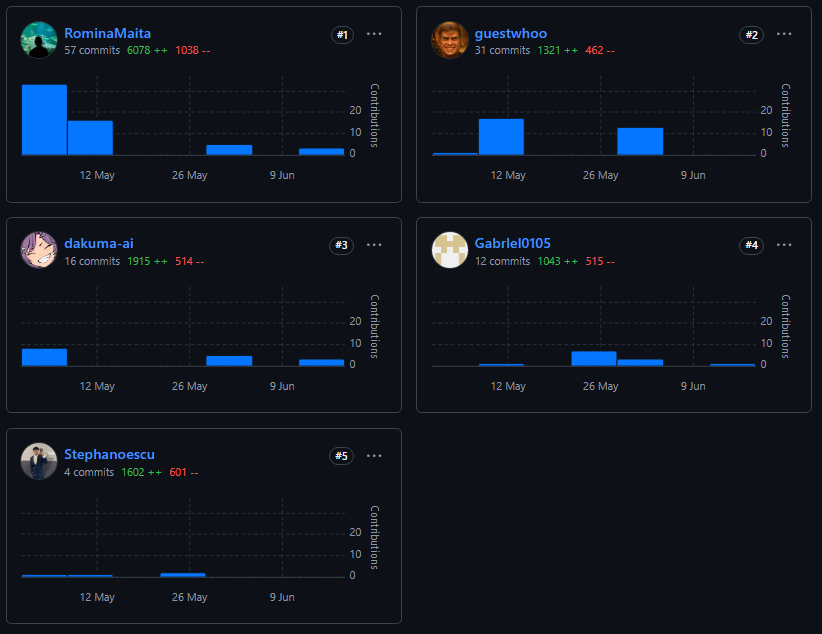 RominaMaita
#1
57 commits 6078 ++ 1038 --
20
10
0
Contributions
12 May 26 May 9 Jun
guestwhoo
#2
31 commits 1321 ++ 462 --
20
10
0
Contributions
12 May 26 May 9 Jun
dakuma-ai
#3
16 commits 1915 ++ 514 --
20
10
0
Contributions
12 May 26 May 9 Jun
GabrIel0105
#4
12 commits 1043 ++ 515 --
20
10
0
Contributions
12 May 26 May 9 Jun
Stephanoescu
#5
4 commits 1602 ++ 601 --
20
10
0
Contributions
12 May 26 May 9 Jun